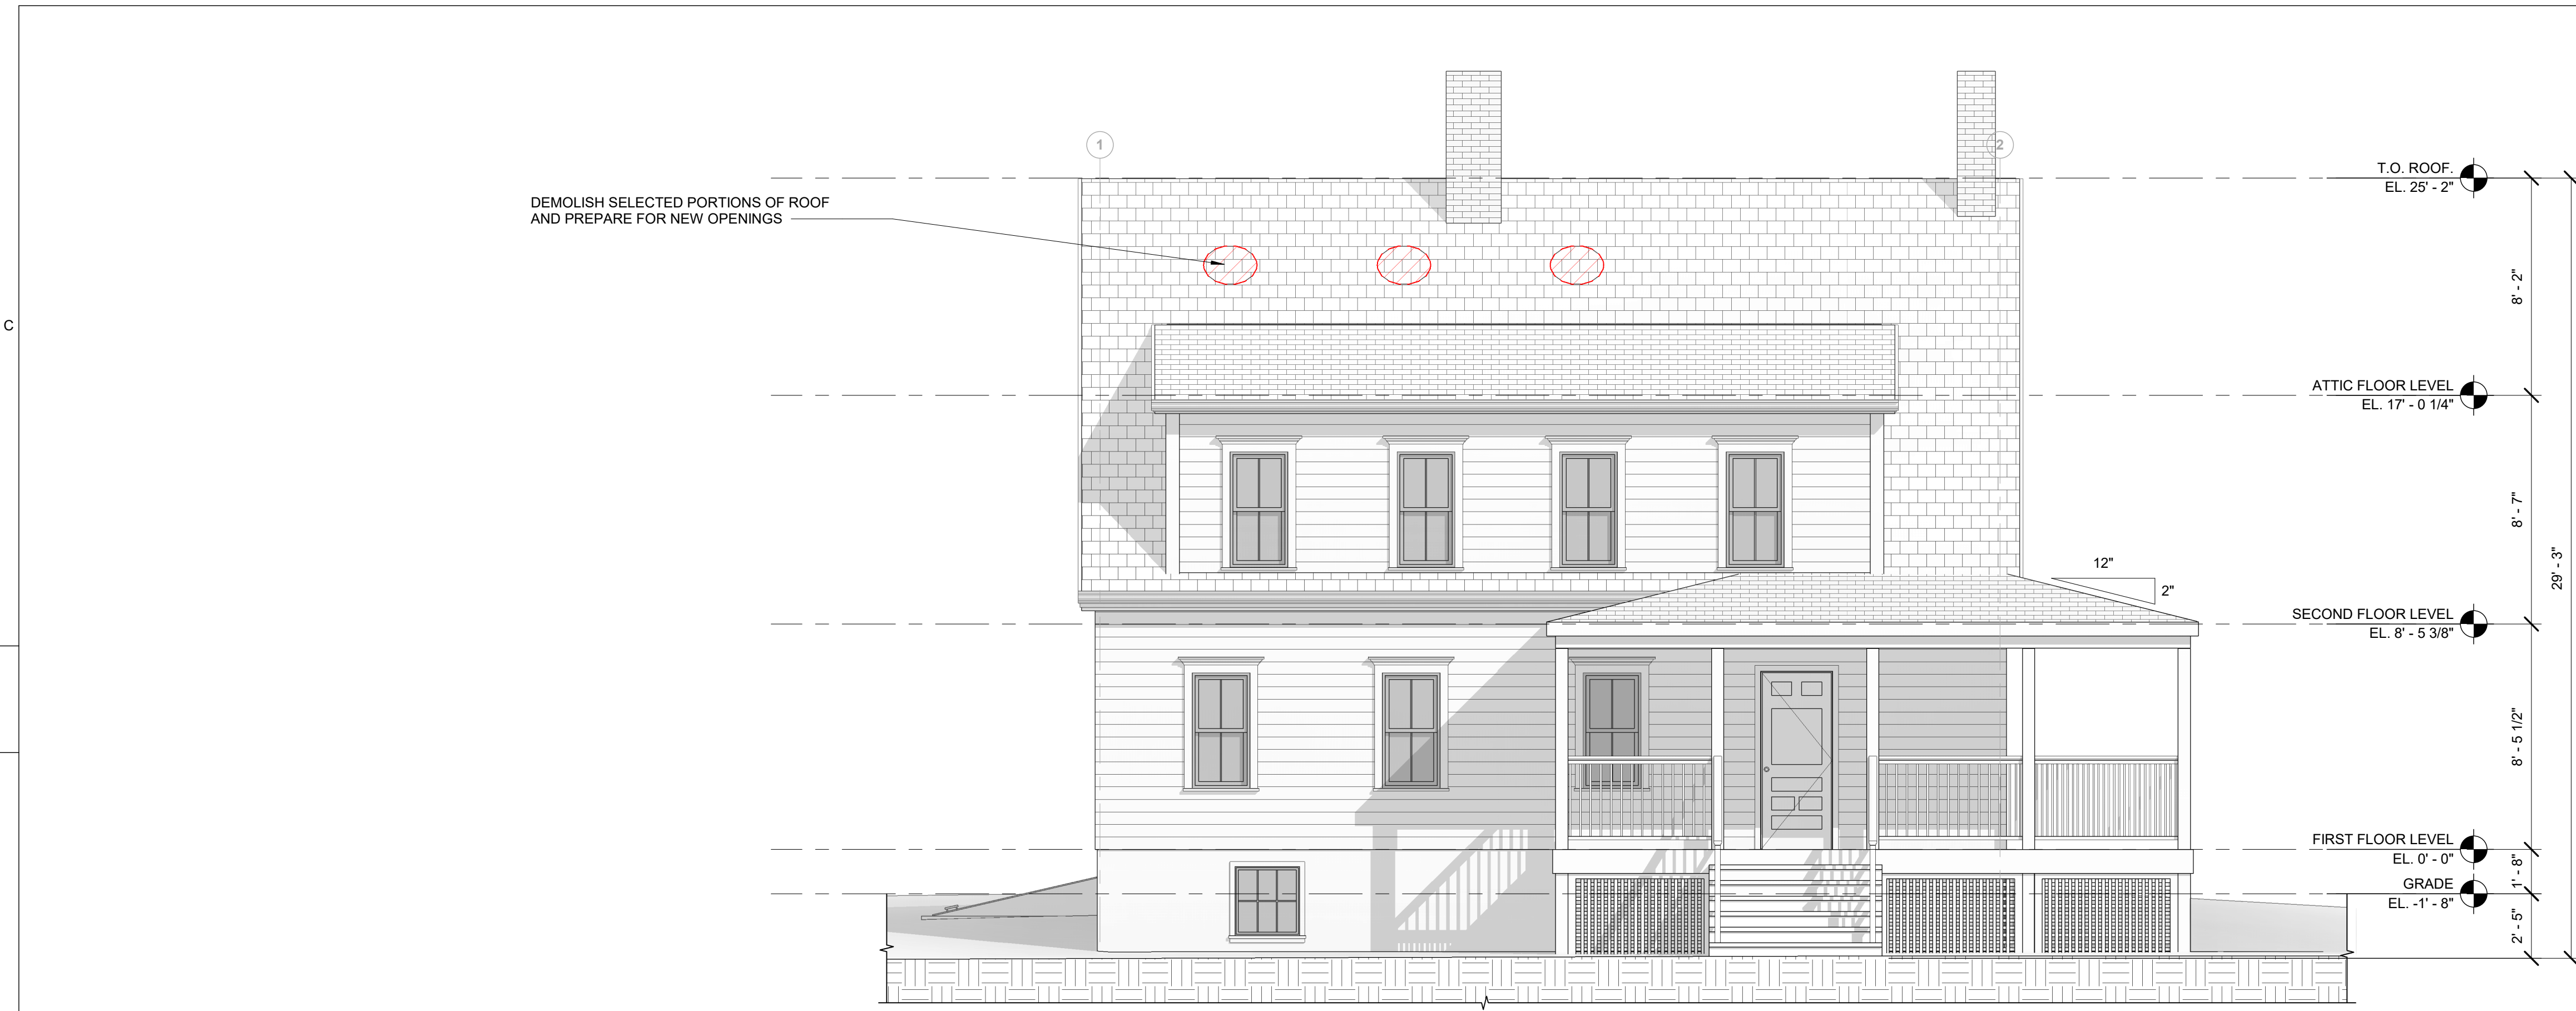 1
2
T.O. ROOF.
EL. 25' - 2"
DEMOLISH SELECTED PORTIONS OF ROOF
AND PREPARE FOR NEW OPENINGS
8' - 2"
C
ATTIC FLOOR LEVEL
EL. 17' - 0 1/4"
8' - 7"
12"
2"
29' - 3"
SECOND FLOOR LEVEL
EL. 8' - 5 3/8"
8' - 5 1/2"
FIRST FLOOR LEVEL
EL. 0' - 0"
1' - 8"
GRADE
EL. -1' - 8"
2' - 5"